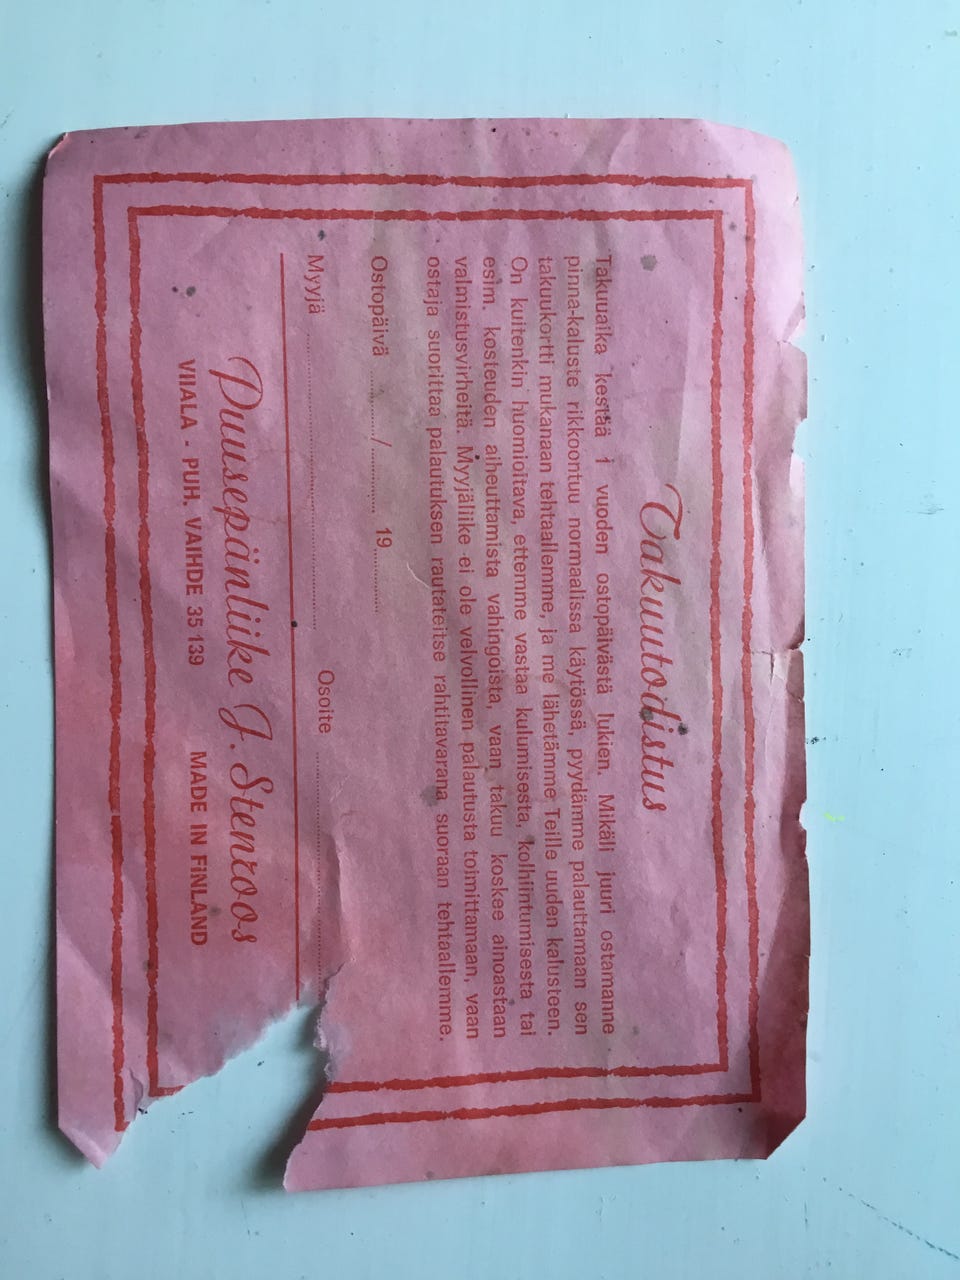 Takuutodistus
Takuuaika kestää 1 vuoden ostopäivästä lukien. Mikäli juuri ostamanne
pinna-kaluste rikkoontuu normaalissa käytössä, pyydämme palauttamaan sen
takuukortti mukanaan tehtaallemme, ja me lähetämme Teille uuden kalusteen.
On kuitenkin huomioitava, ettemme vastaa kulumisesta, kolhiintumisesta tai
esim. kosteuden aiheuttamista vahingoista, vaan takuu koskee ainoastaan
valmistusvirheitä. Myyjäliike ei ole velvollinen palautusta toimittamaan, vaan
ostaja suorittaa palautuksen rautateitse rahtitavarana suoraan tehtaallemme.
Ostopäivä ............/............ 19............
Myyjä ............................................ Osoite ............................................
Puusepänliike J. Stenroos
VIIALA - PUH. VAIHDE 35 139 MADE IN FINLAND